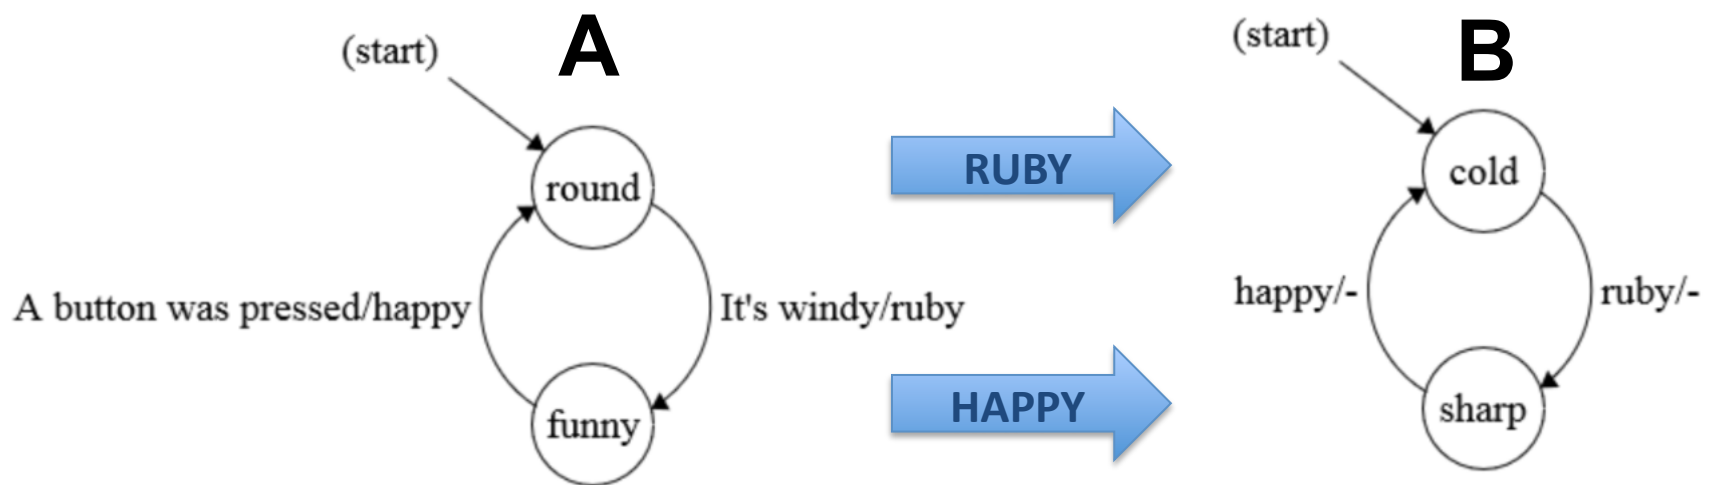 (start)
A
round
A button was pressed/happy
It's windy/ruby
funny
RUBY
HAPPY
(start)
B
cold
happy/-
ruby/-
sharp